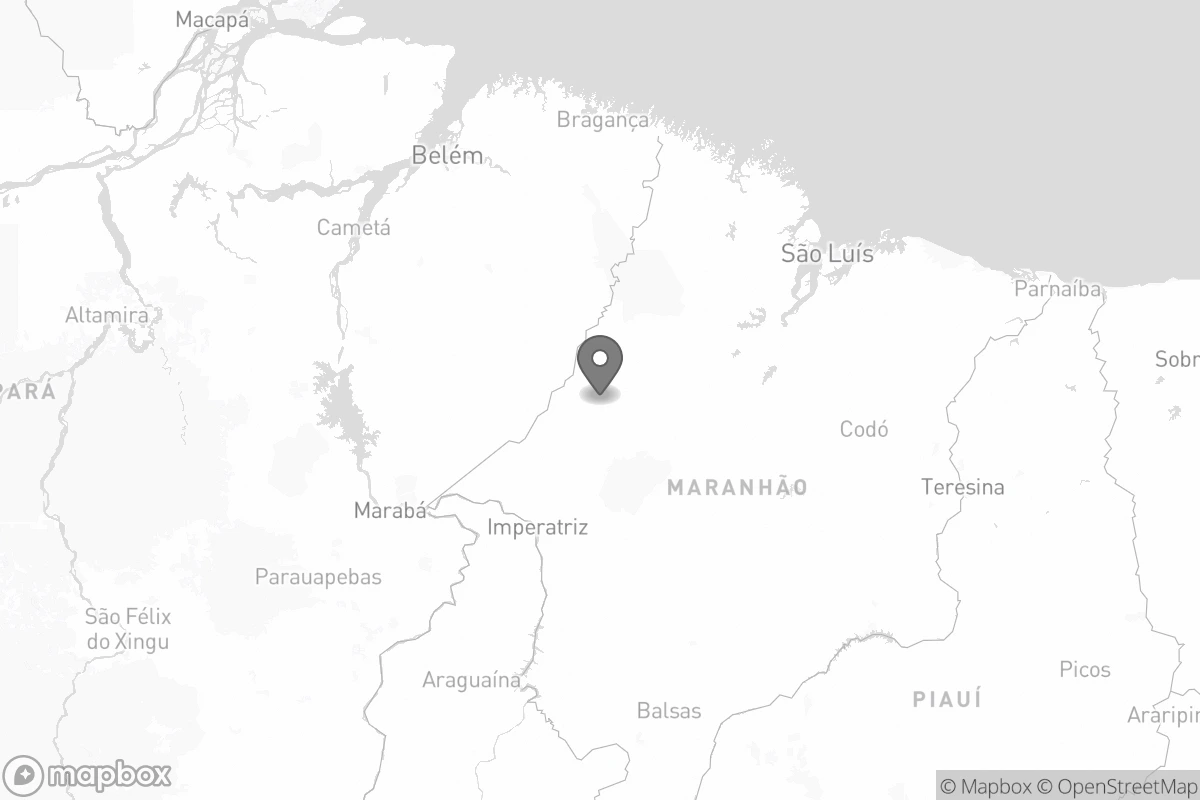 Macapá
Bragança
Belém
Cametá
São Luís
Parnaíba
Altamira
Sobr
PARÁ
Codó
MARANHÃO
Teresina
Marabá
Imperatriz
Parauapebas
São Félix
do Xingu
Picos
Araguaína
PIAUÍ
Balsas
Araripir
mapbox
© Mapbox © OpenStreetMap